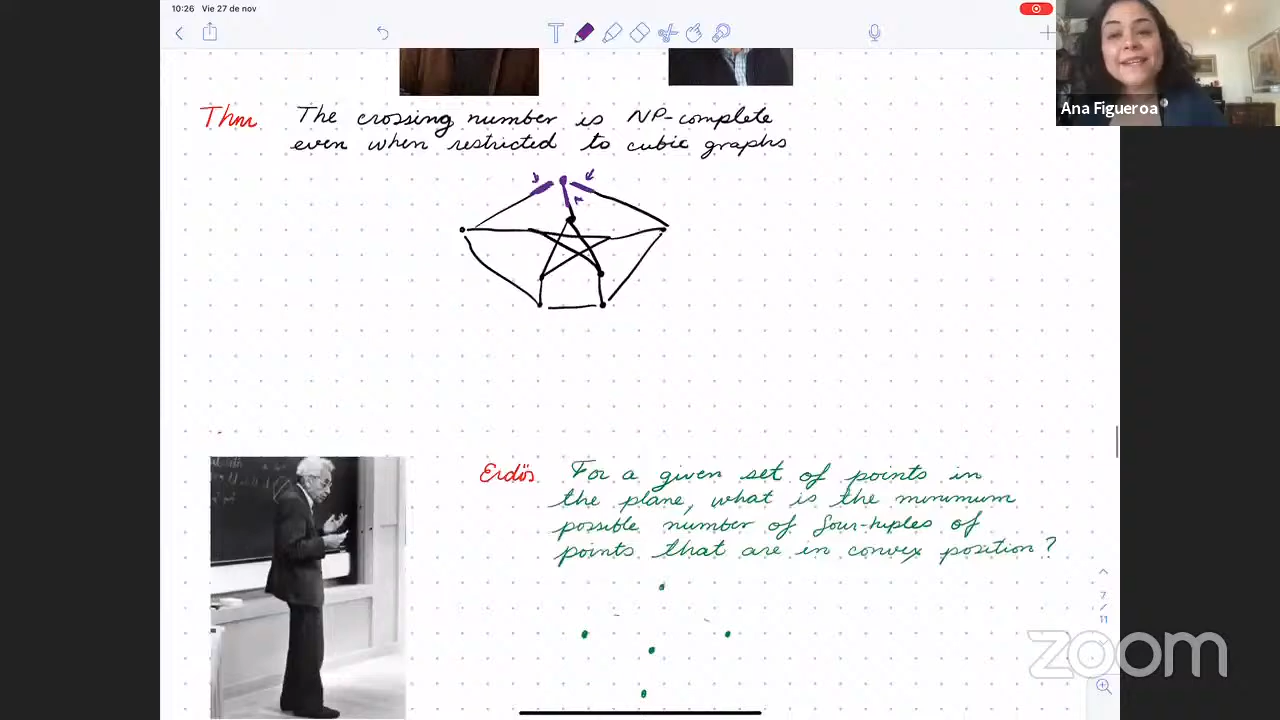 10:26 Vie 27 de nov
Ana Figueroa
Thm The crossing number is NP-complete
even when restricted to cubic graphs
Erdös For a given set of points in
the plane, what is the minimum
possible number of four-tuples of
points that are in convex position?
7
/
11
zoom